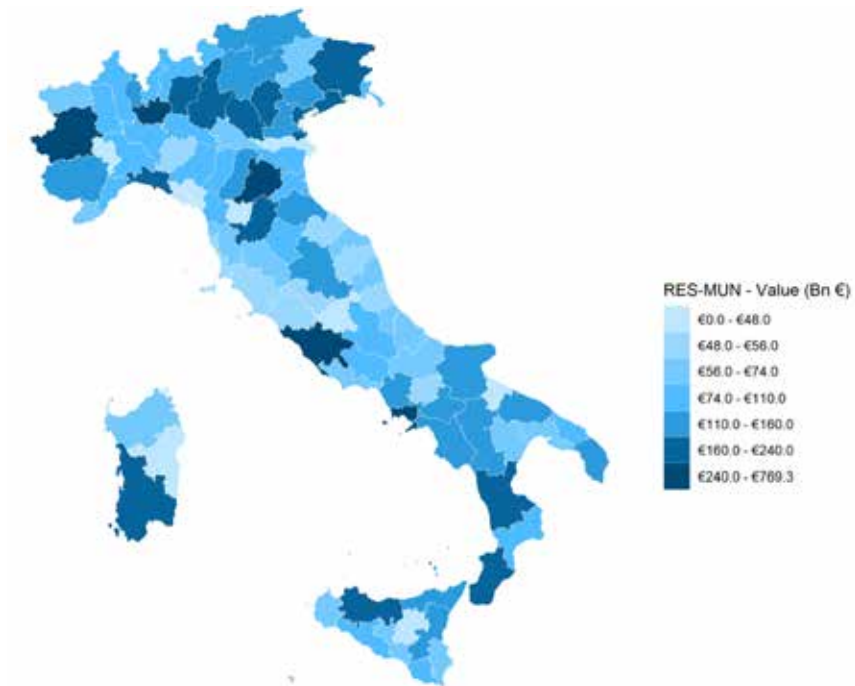 RES-MUN - Value (Bn €)
€0.0 - €48.0
€48.0 - €56.0
€56.0 - €74.0
€74.0 - €110.0
€110.0 - €160.0
€160.0 - €240.0
€240.0 - €769.3